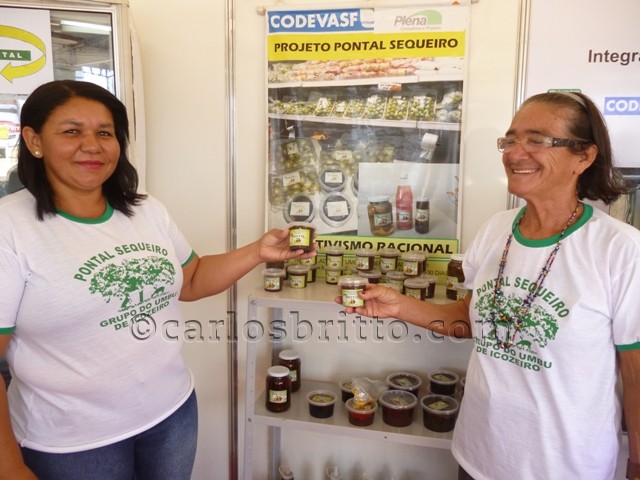 TAL
CODEVASF
Plena
PROJETO PONTAL SEQUEIRO
TIVISMO RACIONAL
Integra
CODE
PONTAL SEQUEIRO
GRUPO DO UMBU
DE ICOZEIRO
PONTAL SEQUEIRO
GRUPO DO UMBU
DE ICOZEIRO
©carlosbritto.com